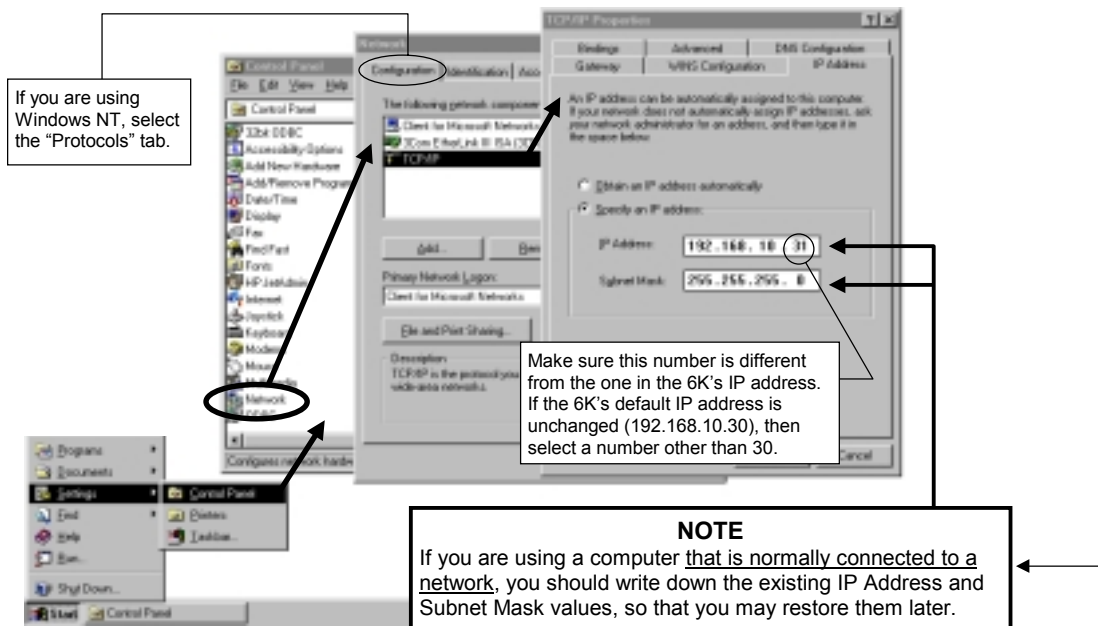 If you are using
Windows NT, select
the “Protocols” tab.
Control Panel
File Edit View Help
Control Panel
32bit ODBC
Accessibility Options
Add New Hardware
Add/Remove Program
Date/Time
Display
Fax
Find Fast
Fonts
HP JetAdmin
Internet
Joystick
Keyboard
Modems
Mouse
Multimedia
Network
Configures network hardw
Network
Configuration Identification
The following network componen
Client for Microsoft Networks
3Com EtherLink III ISA
TCP/IP
Add...
Primary Network Logon:
Client for Microsoft Networks
File and Print Sharing...
Description
TCP/IP is the protocol you
wide-area networks.
TCP/IP Properties
Bindings Advanced DNS Configuration
Gateway WINS Configuration IP Address
An IP address can be automatically assigned to this computer.
If your network does not automatically assign IP addresses, ask
your network administrator for an address, and then type it in
the space below.
Obtain an IP address automatically
Specify an IP address:
IP Address: 192.168. 10 .31
Subnet Mask: 255.255.255. 0
Cancel
Make sure this number is different
from the one in the 6K’s IP address.
If the 6K’s default IP address is
unchanged (192.168.10.30), then
select a number other than 30.
Programs
Documents
Settings
Find
Help
Run...
Shut Down...
Control Panel
Printers
Taskbar...
Start Control Panel
NOTE
If you are using a computer that is normally connected to a
network, you should write down the existing IP Address and
Subnet Mask values, so that you may restore them later.